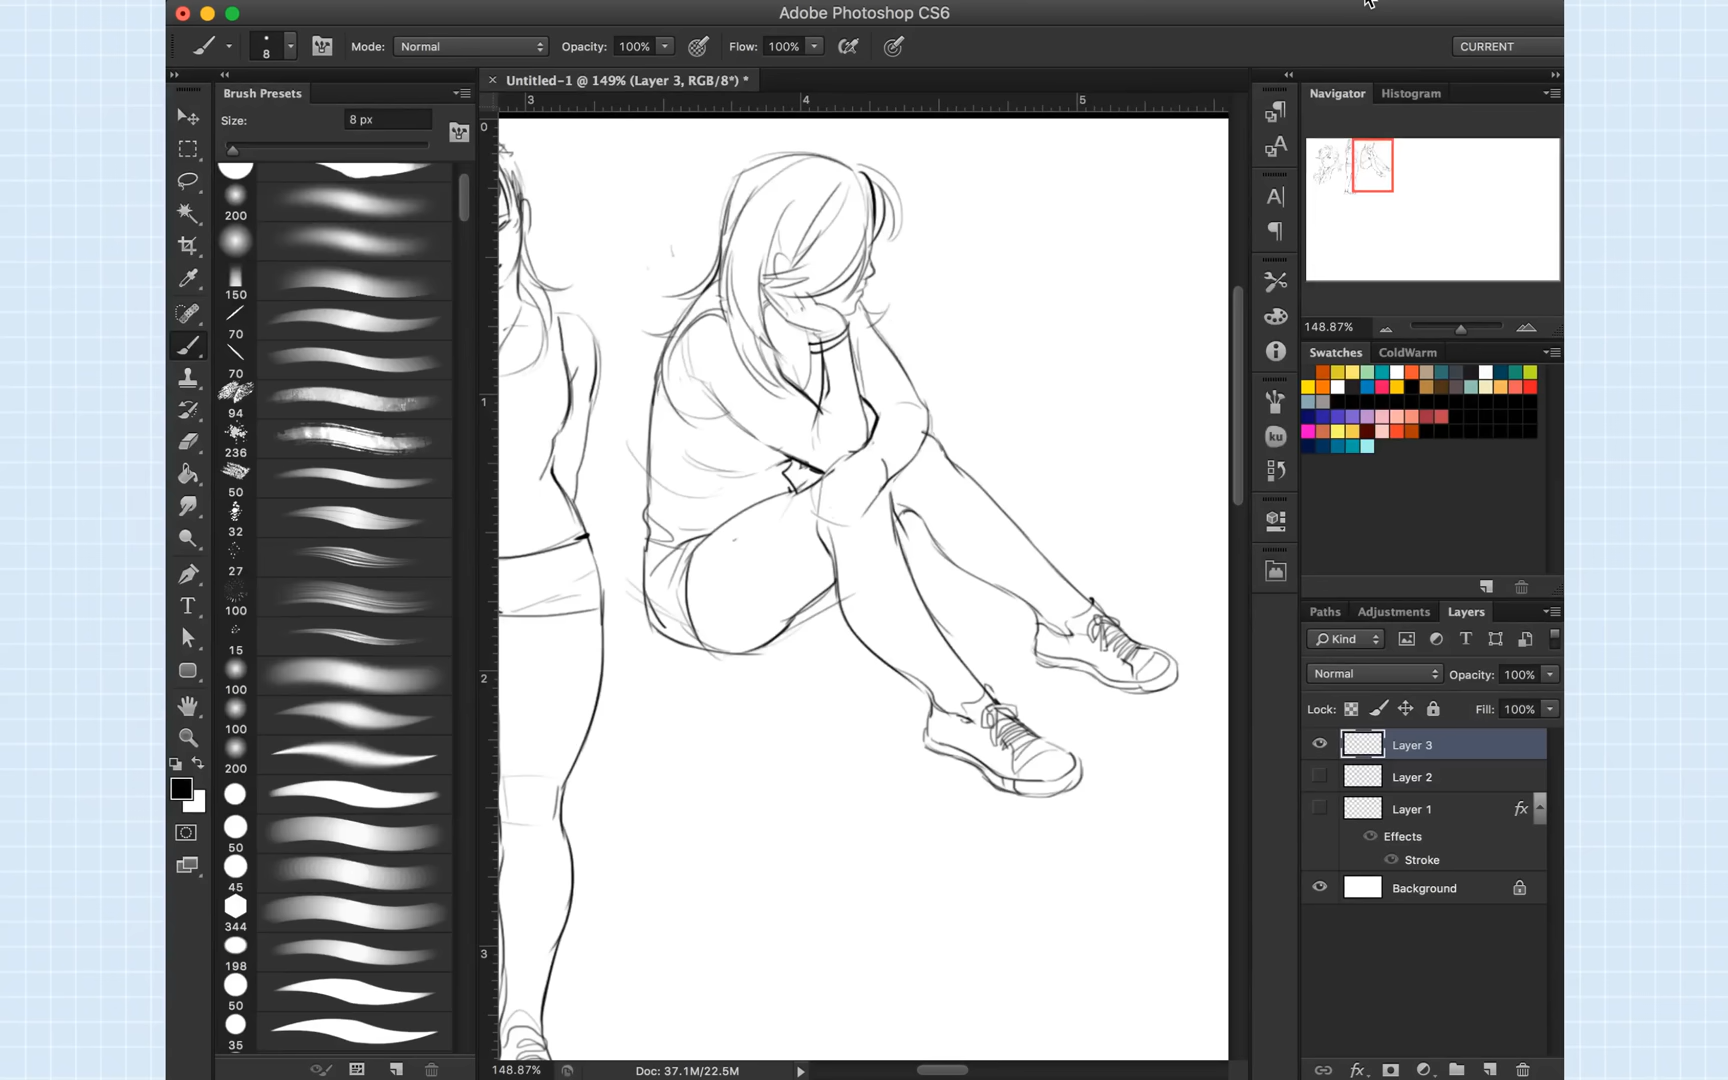 Adobe Photoshop CS6
8
Mode: Normal
Opacity: 100%
Flow: 100%
CURRENT
Untitled-1 @ 149% (Layer 3, RGB/8*) *
Brush Presets
Size: 8 px
200
150
70
70
94
236
50
32
27
100
15
100
100
200
50
45
344
198
50
35
3 4 5
0
1
2
3
148.87%
Doc: 37.1M/22.5M
Navigator Histogram
148.87%
Swatches ColdWarm
ku
Paths Adjustments Layers
Kind
Normal
Opacity: 100%
Lock:
Fill: 100%
Layer 3
Layer 2
Layer 1 fx
Effects
Stroke
Background
fx